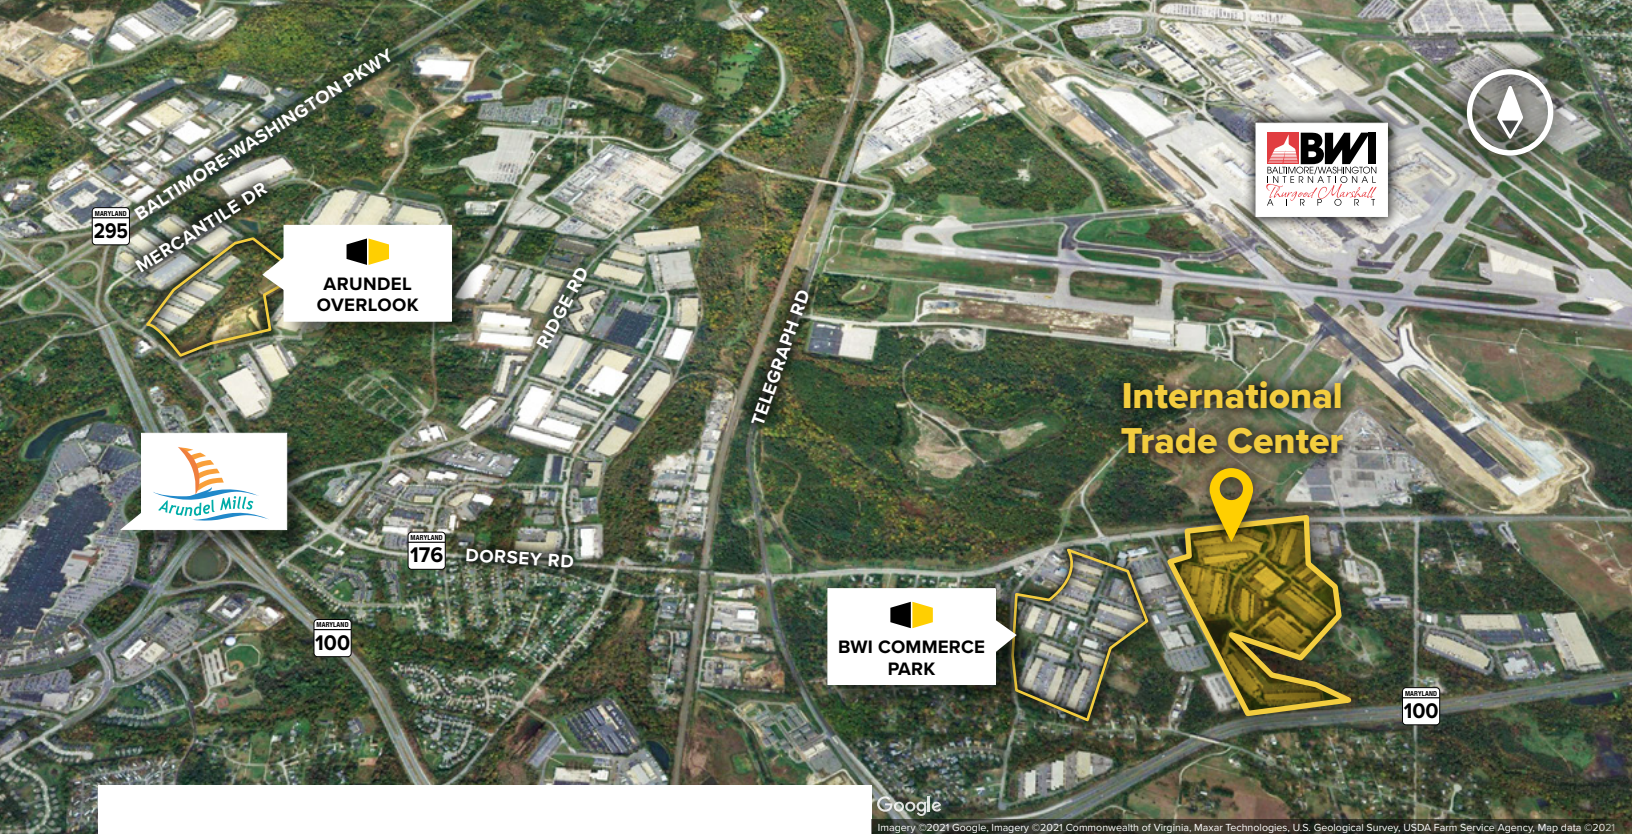 BALTIMORE-WASHINGTON PKWY
MERCANTILE DR
MARYLAND
295
ARUNDEL
OVERLOOK
RIDGE RD
TELEGRAPH RD
BWI
BALTIMORE/WASHINGTON
INTERNATIONAL
Thurgood Marshall
AIRPORT
International
Trade Center
Arundel Mills
MARYLAND
176
DORSEY RD
MARYLAND
100
BWI COMMERCE
PARK
MARYLAND
100
Google
Imagery ©2021 Google, Imagery ©2021 Commonwealth of Virginia, Maxar Technologies, U.S. Geological Survey, USDA Farm Service Agency, Map data ©2021